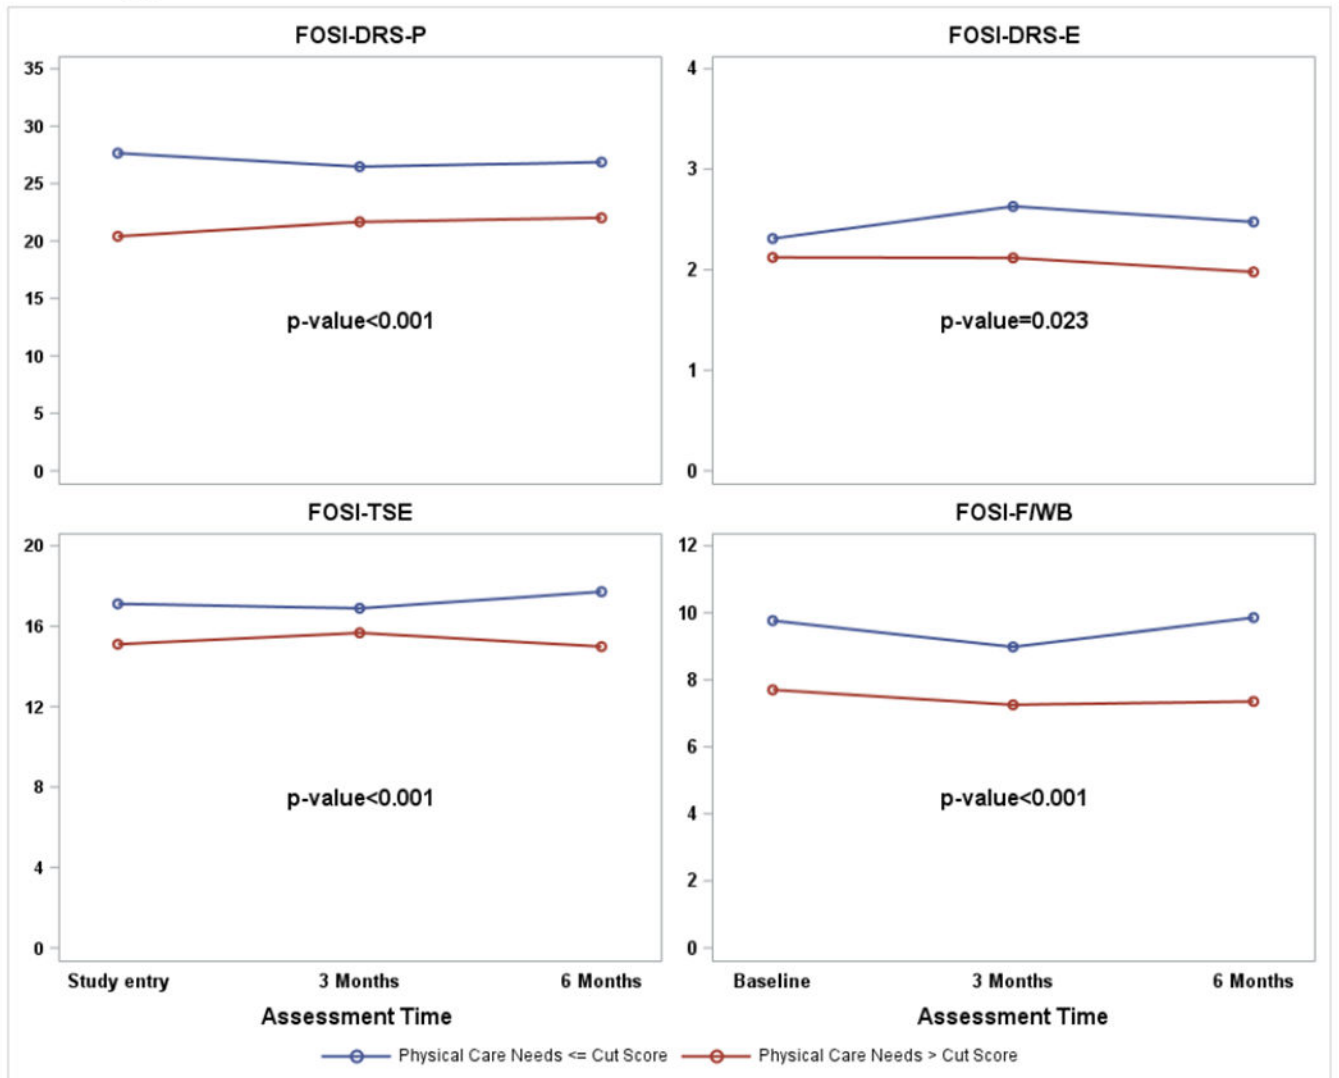 FOSI-DRS-P
35
30
25
20
15
10
5
0
p-value<0.001
FOSI-DRS-E
4
3
2
1
0
p-value=0.023
FOSI-TSE
20
16
12
8
4
0
p-value<0.001
Study entry 3 Months 6 Months
Assessment Time
FOSI-F/WB
12
10
8
6
4
2
0
p-value<0.001
Baseline 3 Months 6 Months
Assessment Time
Physical Care Needs <= Cut Score Physical Care Needs > Cut Score